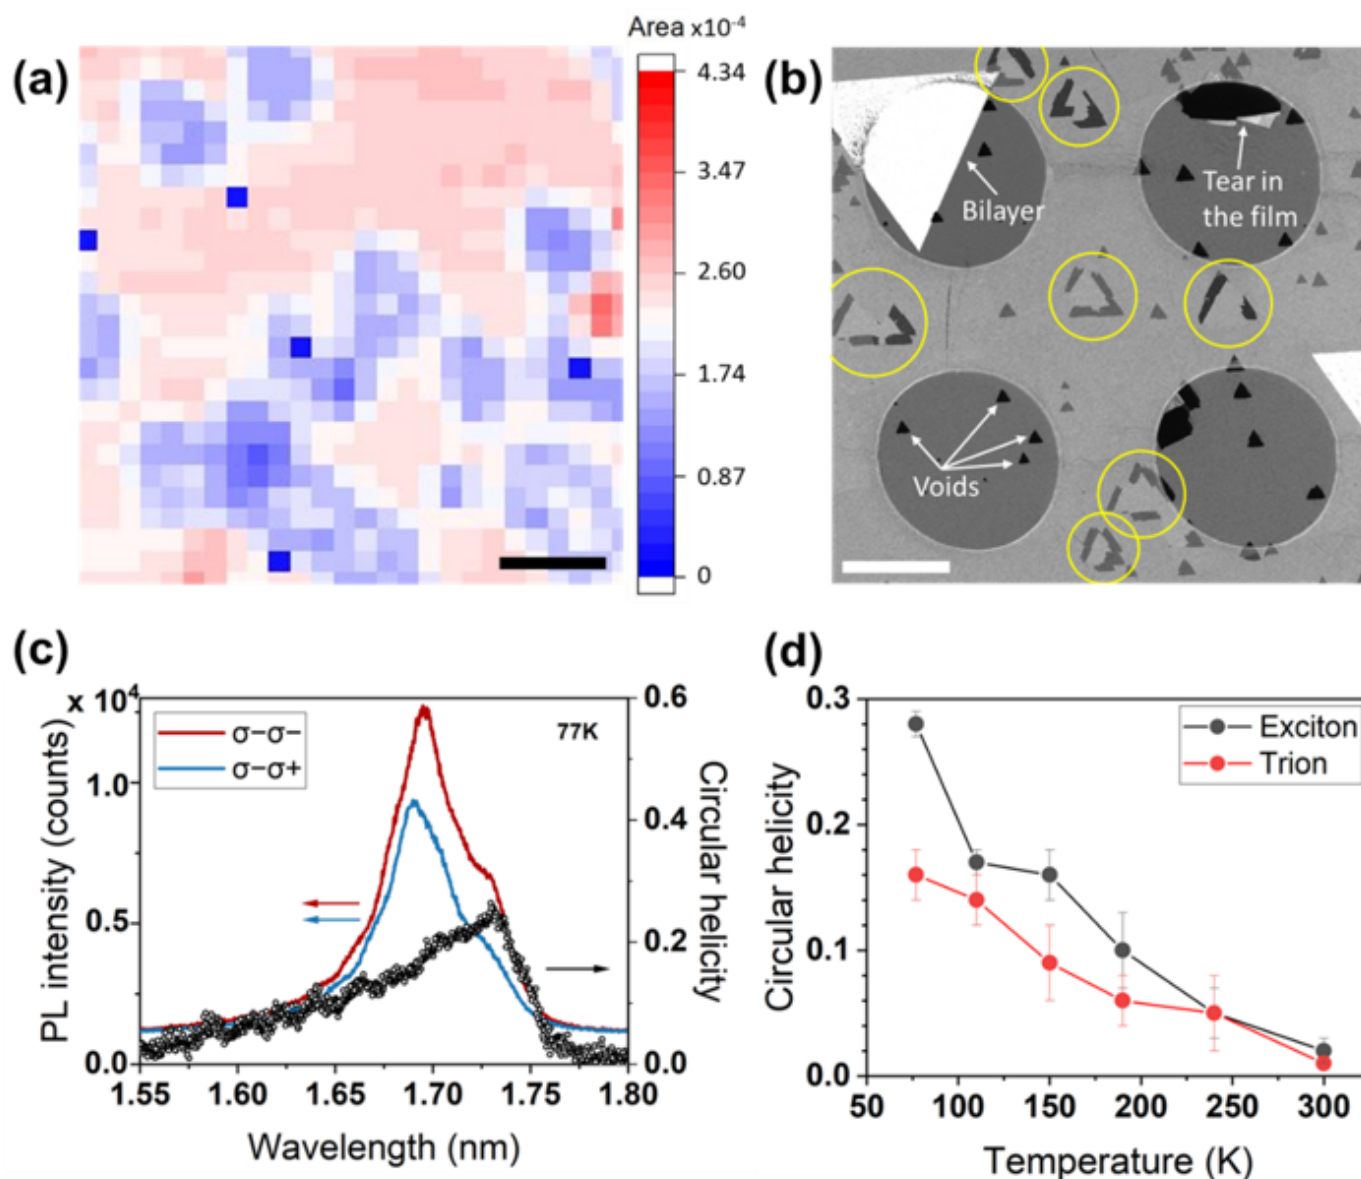 (a)
Area x10⁻⁴
4.34
3.47
2.60
1.74
0.87
0
(b)
Bilayer
Tear in
the film
Voids
(c)
x 10⁴
PL intensity (counts)
1.0
0.5
0.0
σ−σ−
σ−σ+
77K
0.6
0.4
0.2
0.0
Circular helicity
1.55 1.60 1.65 1.70 1.75 1.80
Wavelength (nm)
(d)
Circular helicity
0.3
0.2
0.1
0.0
Exciton
Trion
50 100 150 200 250 300
Temperature (K)